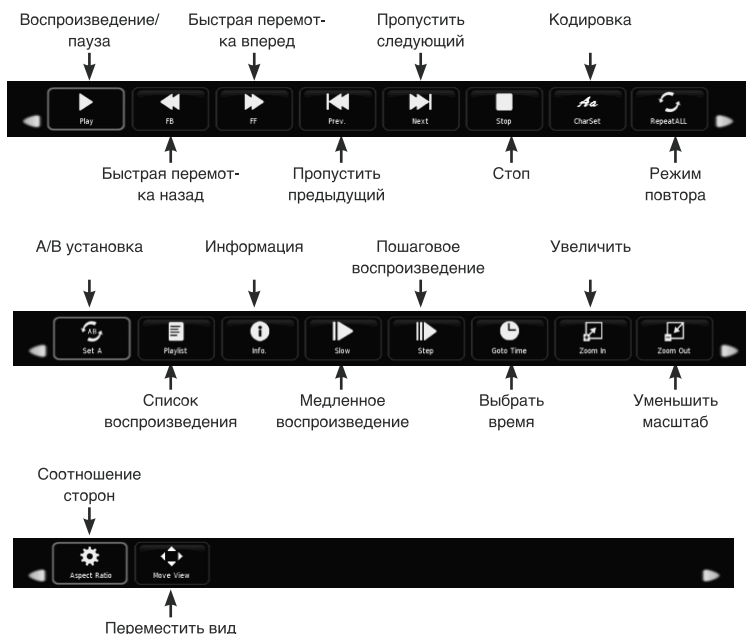 Воспроизведение/
пауза
Быстрая перемот-
ка вперед
Пропустить
следующий
Кодировка
Play
FB
FF
Prev.
Next
Stop
Aa
CharSet
RepeatALL
Быстрая перемот-
ка назад
Пропустить
предыдущий
Стоп
Режим
повтора
A/B установка
Информация
Пошаговое
воспроизведение
Увеличить
AB
Set A
Playlist
Info.
Slow
Step
Goto Time
Zoom In
Zoom Out
Список
воспроизведения
Медленное
воспроизведение
Выбрать
время
Уменьшить
масштаб
Соотношение
сторон
Aspect Ratio
Move View
Переместить вид